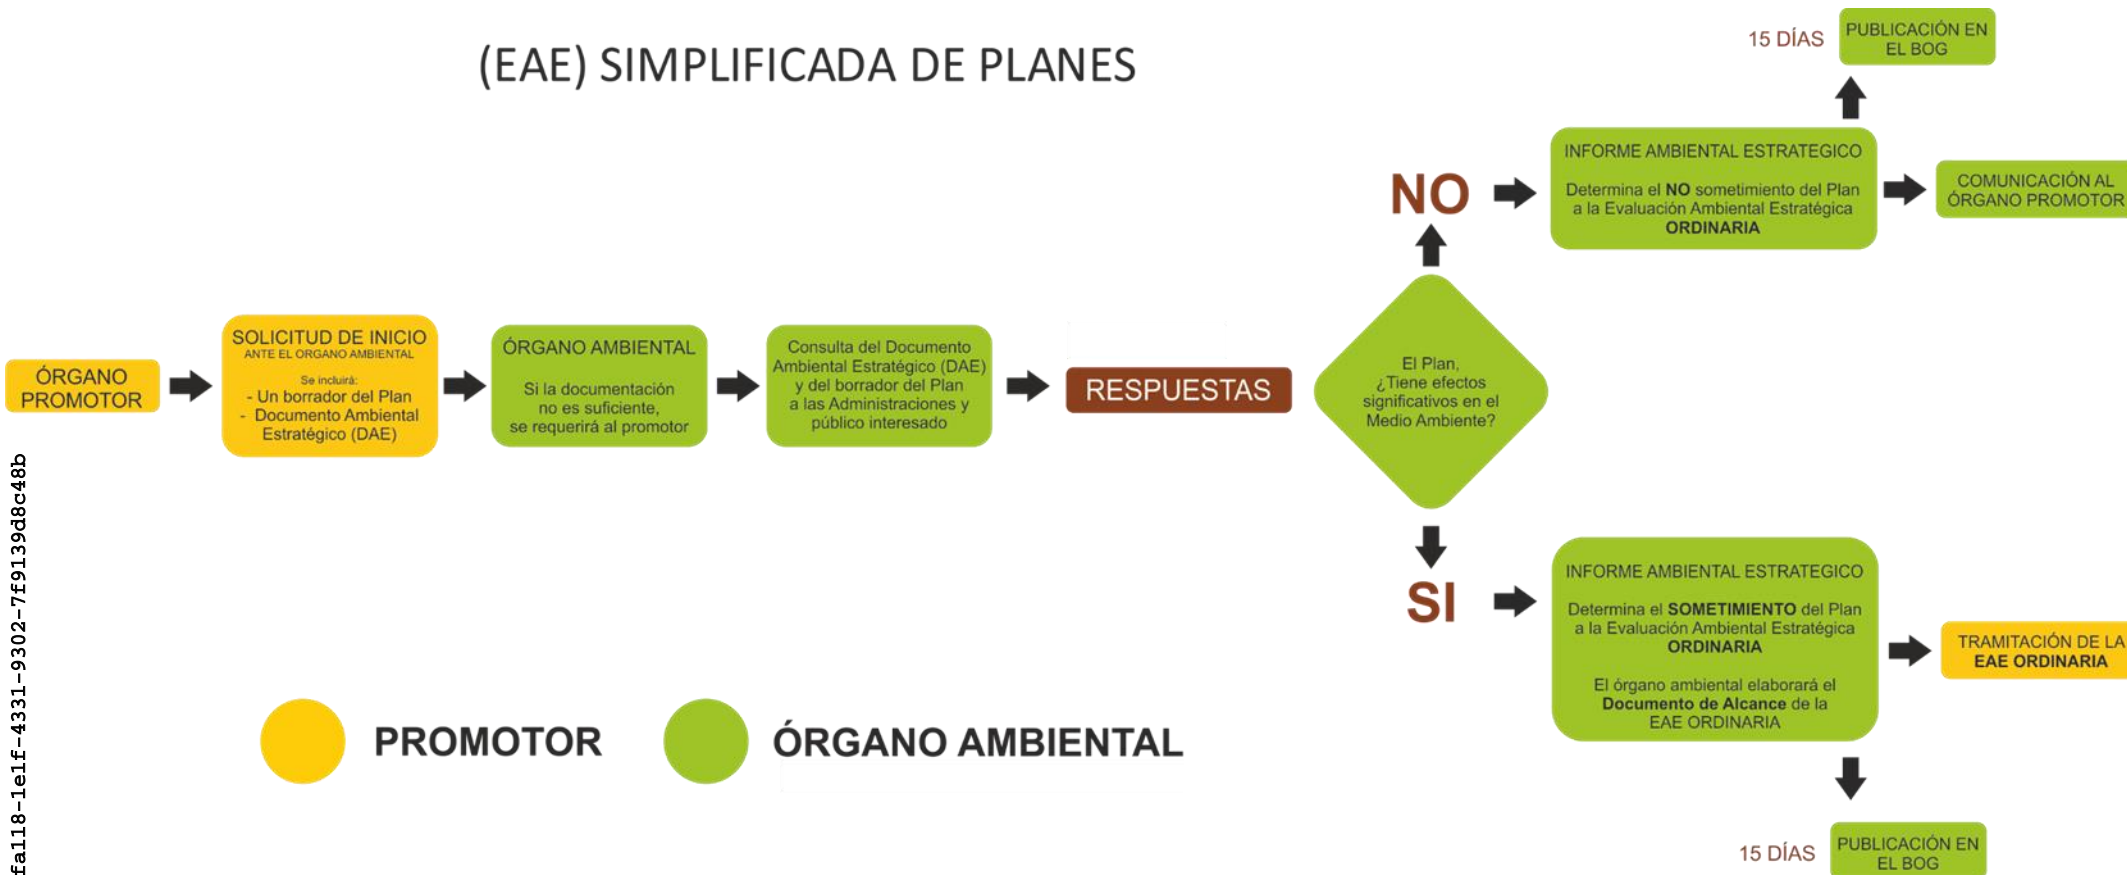 (EAE) SIMPLIFICADA DE PLANES
ÓRGANO
PROMOTOR
SOLICITUD DE INICIO
ANTE EL ORGANO AMBIENTAL
Se incluirá:
- Un borrador del Plan
- Documento Ambiental
Estratégico (DAE)
ÓRGANO AMBIENTAL
Si la documentación
no es suficiente,
se requerirá al promotor
Consulta del Documento
Ambiental Estratégico (DAE)
y del borrador del Plan
a las Administraciones y
público interesado
RESPUESTAS
El Plan,
¿Tiene efectos
significativos en el
Medio Ambiente?
NO
INFORME AMBIENTAL ESTRATEGICO
Determina el NO sometimiento del Plan
a la Evaluación Ambiental Estratégica
ORDINARIA
15 DÍAS
PUBLICACIÓN EN
EL BOG
COMUNICACIÓN AL
ÓRGANO PROMOTOR
SI
INFORME AMBIENTAL ESTRATEGICO
Determina el SOMETIMIENTO del Plan
a la Evaluación Ambiental Estratégica
ORDINARIA
El órgano ambiental elaborará el
Documento de Alcance de la
EAE ORDINARIA
TRAMITACIÓN DE LA
EAE ORDINARIA
15 DÍAS
PUBLICACIÓN EN
EL BOG
PROMOTOR
ÓRGANO AMBIENTAL
fa118-1e1f-4331-9302-7f9139d8c48b